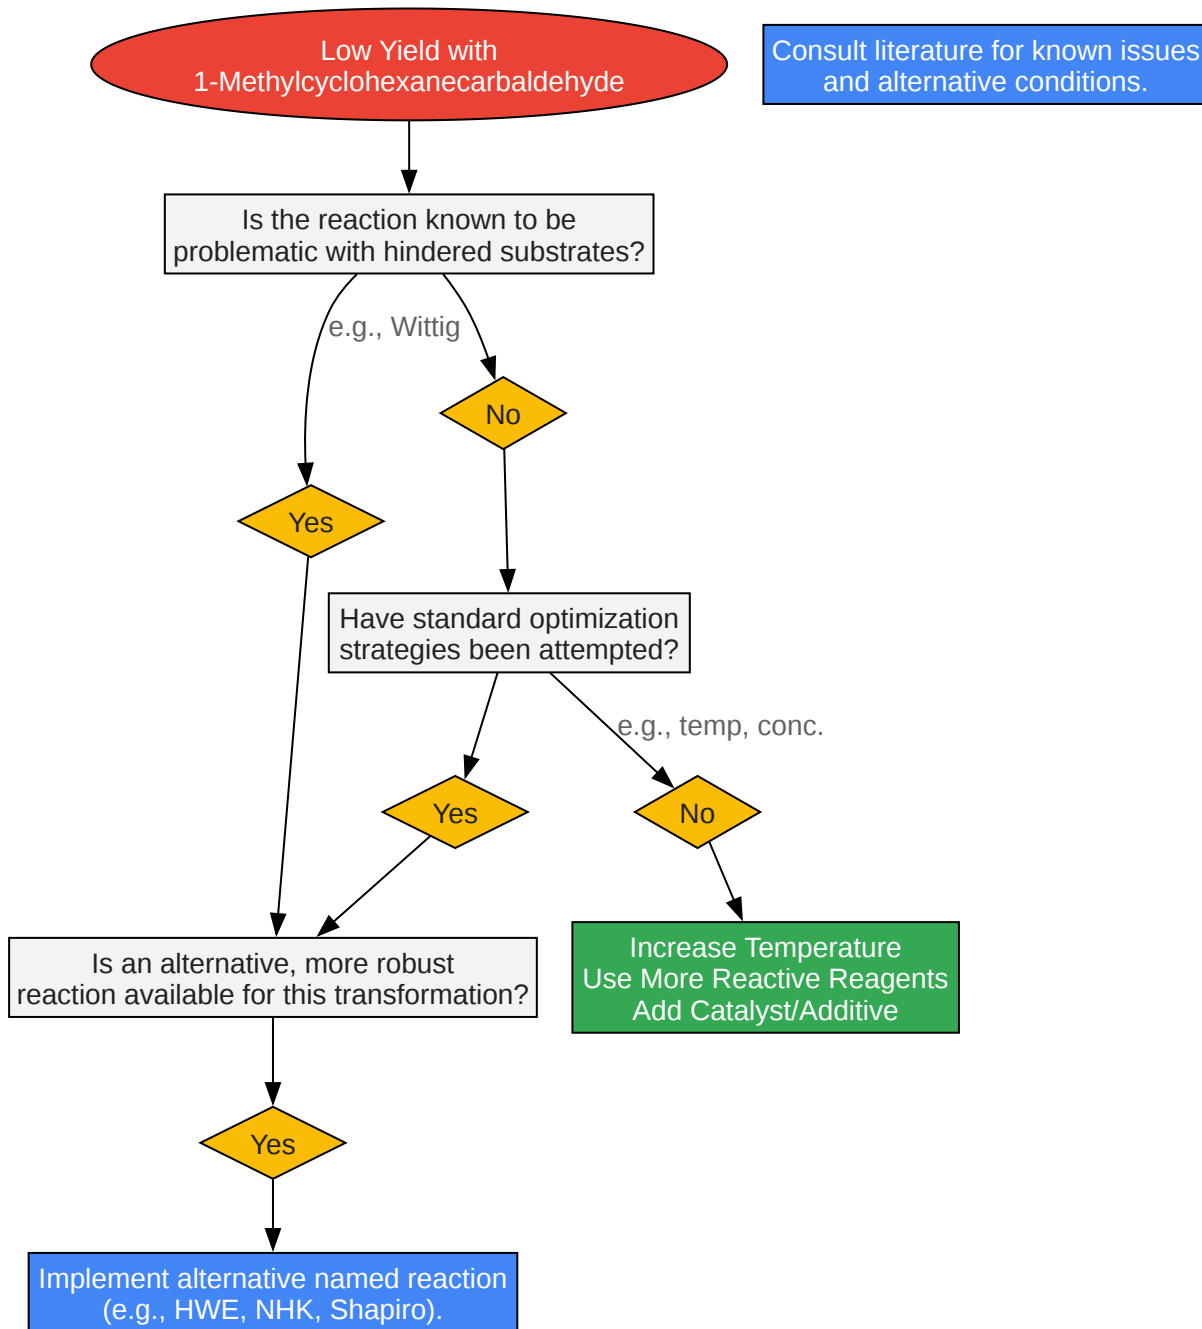 Low Yield with
1-Methylcyclohexanecarbaldehyde
Consult literature for known issues
and alternative conditions.
Is the reaction known to be
problematic with hindered substrates?
e.g., Wittig
No
Yes
Have standard optimization
strategies been attempted?
e.g., temp, conc.
Yes
No
Is an alternative, more robust
reaction available for this transformation?
Increase Temperature
Use More Reactive Reagents
Add Catalyst/Additive
Yes
Implement alternative named reaction
(e.g., HWE, NHK, Shapiro).